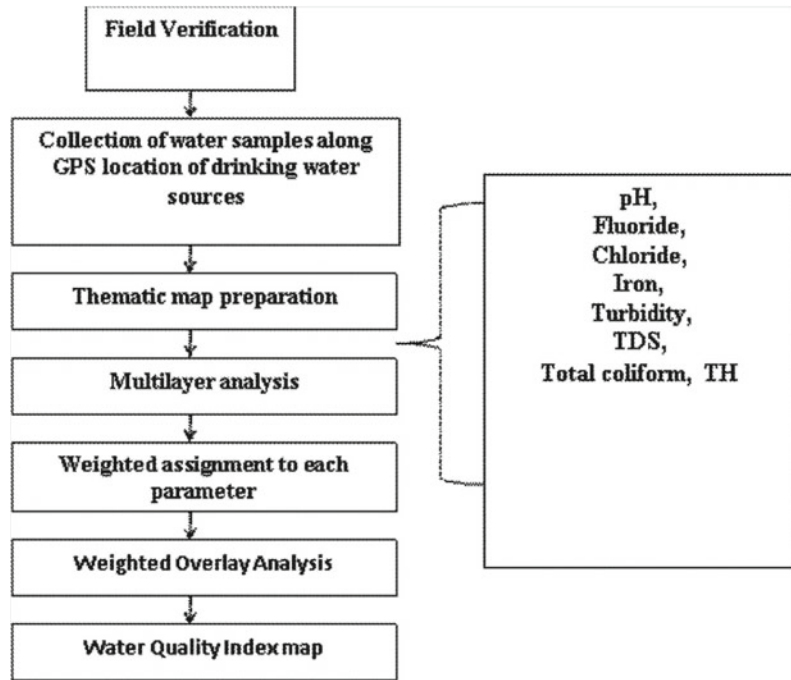 Field Verification
Collection of water samples along
GPS location of drinking water
sources
Thematic map preparation
Multilayer analysis
Weighted assignment to each
parameter
Weighted Overlay Analysis
Water Quality Index map
pH,
Fluoride,
Chloride,
Iron,
Turbidity,
TDS,
Total coliform, TH